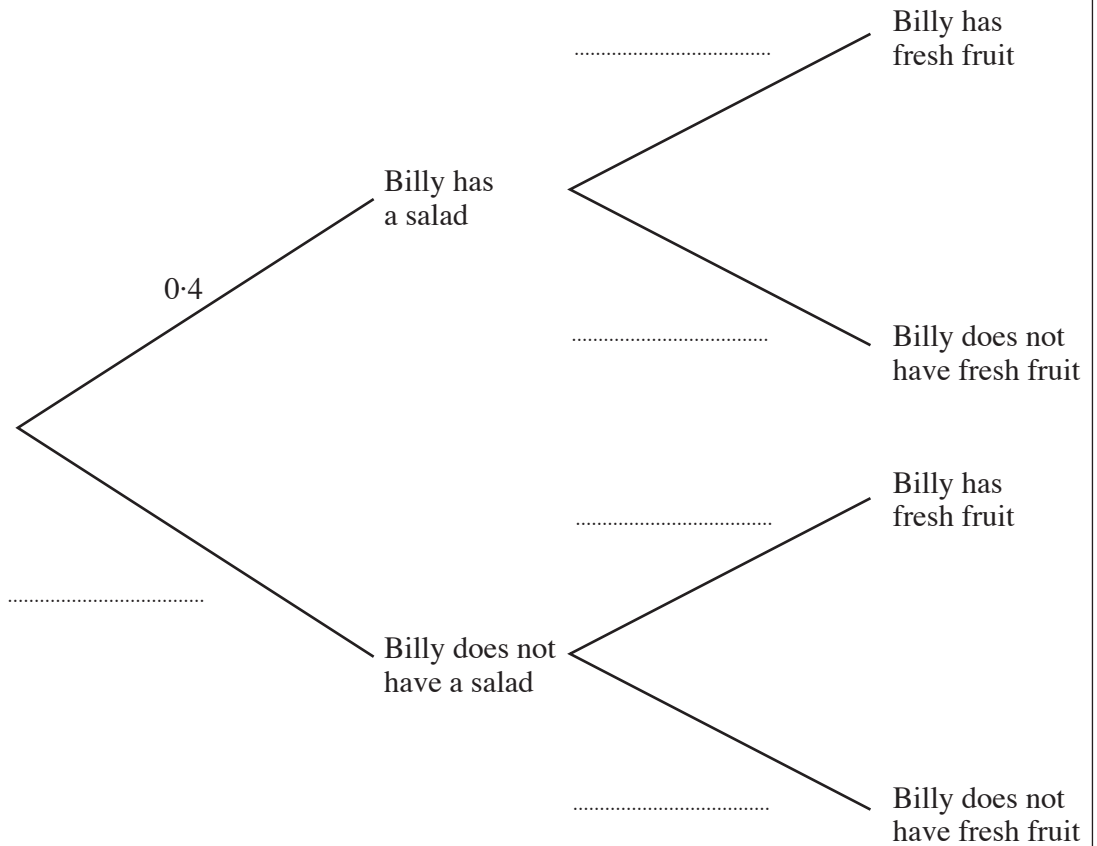 Billy has
fresh fruit
Billy has
a salad
0·4
Billy does not
have fresh fruit
Billy has
fresh fruit
Billy does not
have a salad
Billy does not
have fresh fruit